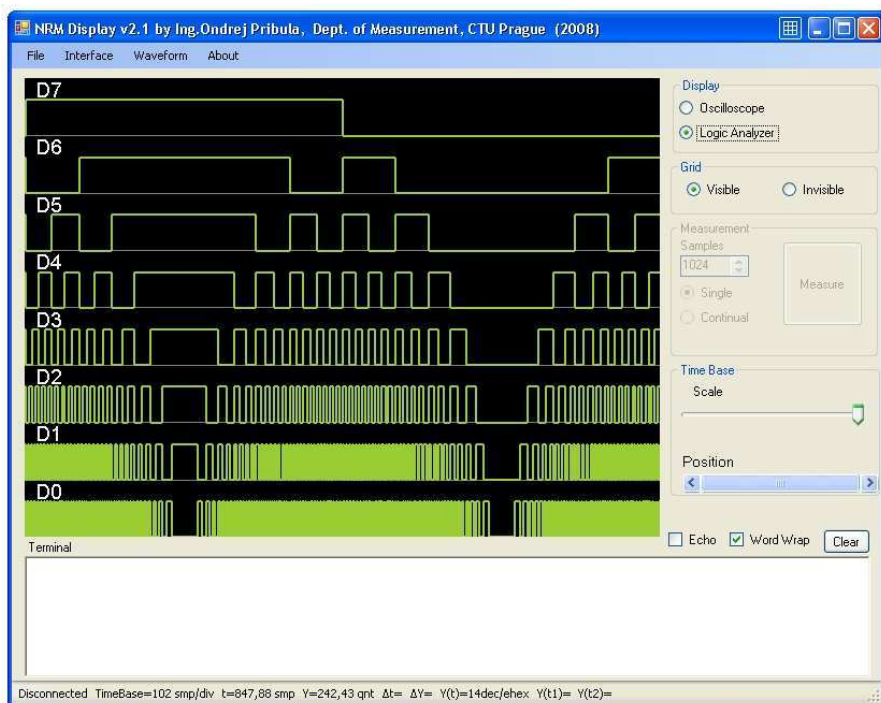 NRM Display v2.1 by Ing.Ondrej Pribula, Dept. of Measurement, CTU Prague (2008)
File Interface Waveform About
D7
D6
D5
D4
D3
D2
D1
D0
Display
Oscilloscope
Logic Analyzer
Grid
Visible Invisible
Measurement
Samples
1024
Single
Continual
Measure
Time Base
Scale
Position
Echo Word Wrap Clear
Terminal
Disconnected TimeBase=102 smp/div t=847,88 smp Y=242,43 qnt Δt= ΔY= Y(t)=14dec/ehex Y(t1)= Y(t2)=